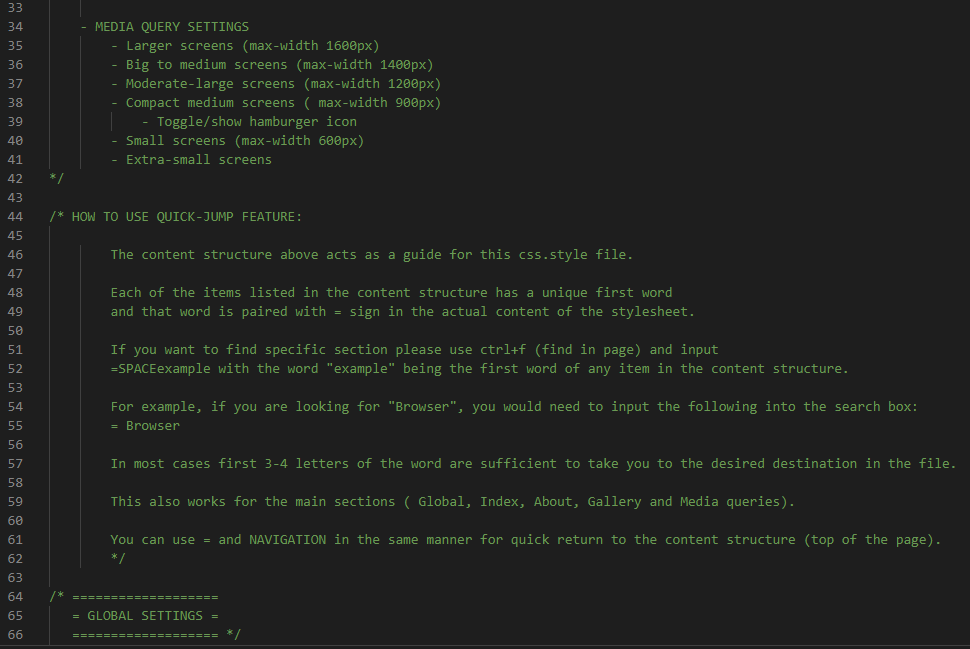 33
34 - MEDIA QUERY SETTINGS
35 - Larger screens (max-width 1600px)
36 - Big to medium screens (max-width 1400px)
37 - Moderate-large screens (max-width 1200px)
38 - Compact medium screens ( max-width 900px)
39 - Toggle/show hamburger icon
40 - Small screens (max-width 600px)
41 - Extra-small screens
42 */
43
44 /* HOW TO USE QUICK-JUMP FEATURE:
45
46 The content structure above acts as a guide for this css.style file.
47
48 Each of the items listed in the content structure has a unique first word
49 and that word is paired with = sign in the actual content of the stylesheet.
50
51 If you want to find specific section please use ctrl+f (find in page) and input
52 =SPACEexample with the word "example" being the first word of any item in the content structure.
53
54 For example, if you are looking for "Browser", you would need to input the following into the search box:
55 = Browser
56
57 In most cases first 3-4 letters of the word are sufficient to take you to the desired destination in the file.
58
59 This also works for the main sections ( Global, Index, About, Gallery and Media queries).
60
61 You can use = and NAVIGATION in the same manner for quick return to the content structure (top of the page).
62 */
63
64 /* ===================
65 = GLOBAL SETTINGS =
66 =================== */